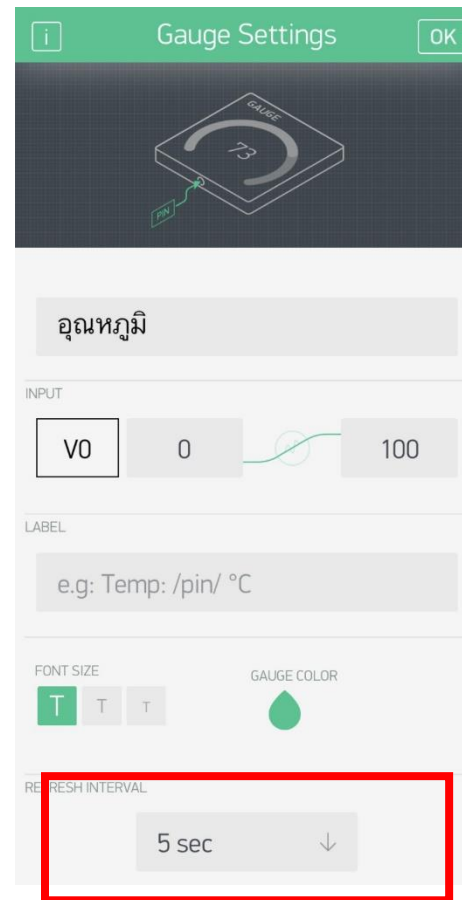 i Gauge Settings OK
GAUGE
73
PIN
อุณหภูมิ
INPUT
V0 0 100
LABEL
e.g: Temp: /pin/ °C
FONT SIZE GAUGE COLOR
T T T
REFRESH INTERVAL
5 sec